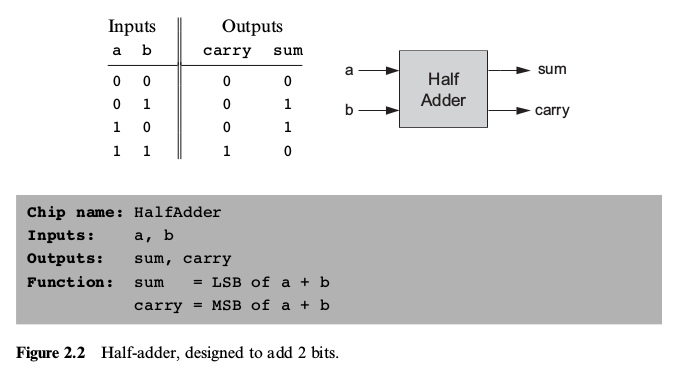 Inputs Outputs
a b carry sum
0 0 0 0
0 1 0 1
1 0 0 1
1 1 1 0
a
b
Half
Adder
sum
carry
Chip name: HalfAdder
Inputs: a, b
Outputs: sum, carry
Function: sum = LSB of a + b
carry = MSB of a + b
Figure 2.2 Half-adder, designed to add 2 bits.